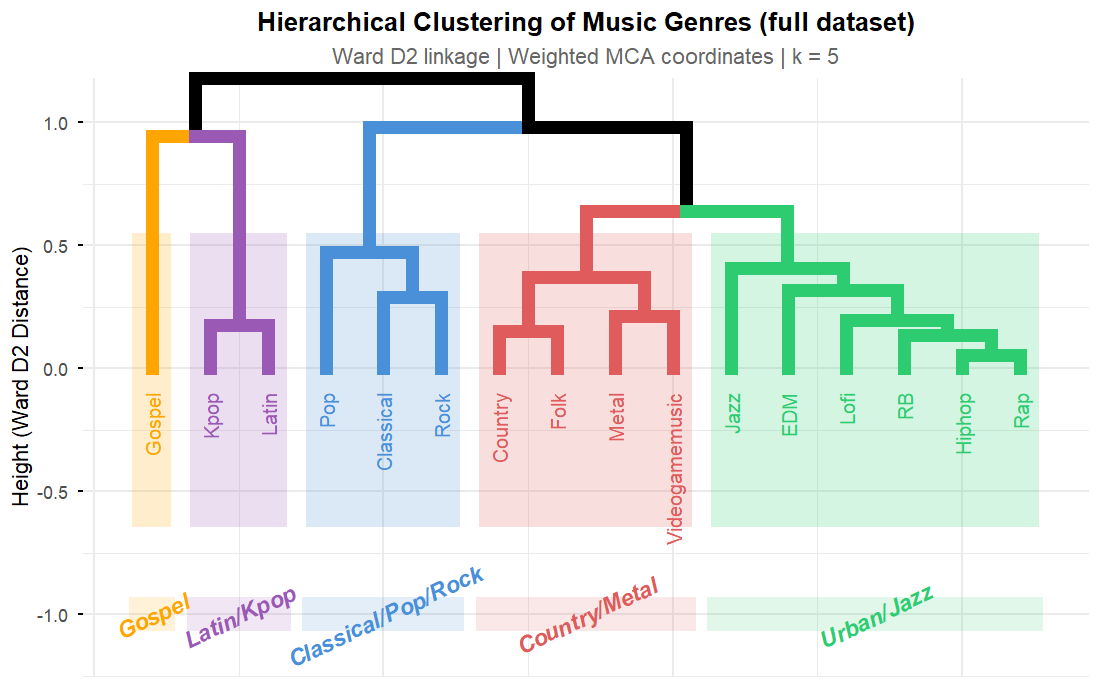 Hierarchical Clustering of Music Genres (full dataset)
Ward D2 linkage | Weighted MCA coordinates | k = 5
Height (Ward D2 Distance)
1.0
0.5
0.0
-0.5
-1.0
Gospel
Kpop
Latin
Pop
Classical
Rock
Country
Folk
Metal
Videogamemusic
Jazz
EDM
Lofi
RB
Hiphop
Rap
Gospel
Latin/Kpop
Classical/Pop/Rock
Country/Metal
Urban/Jazz